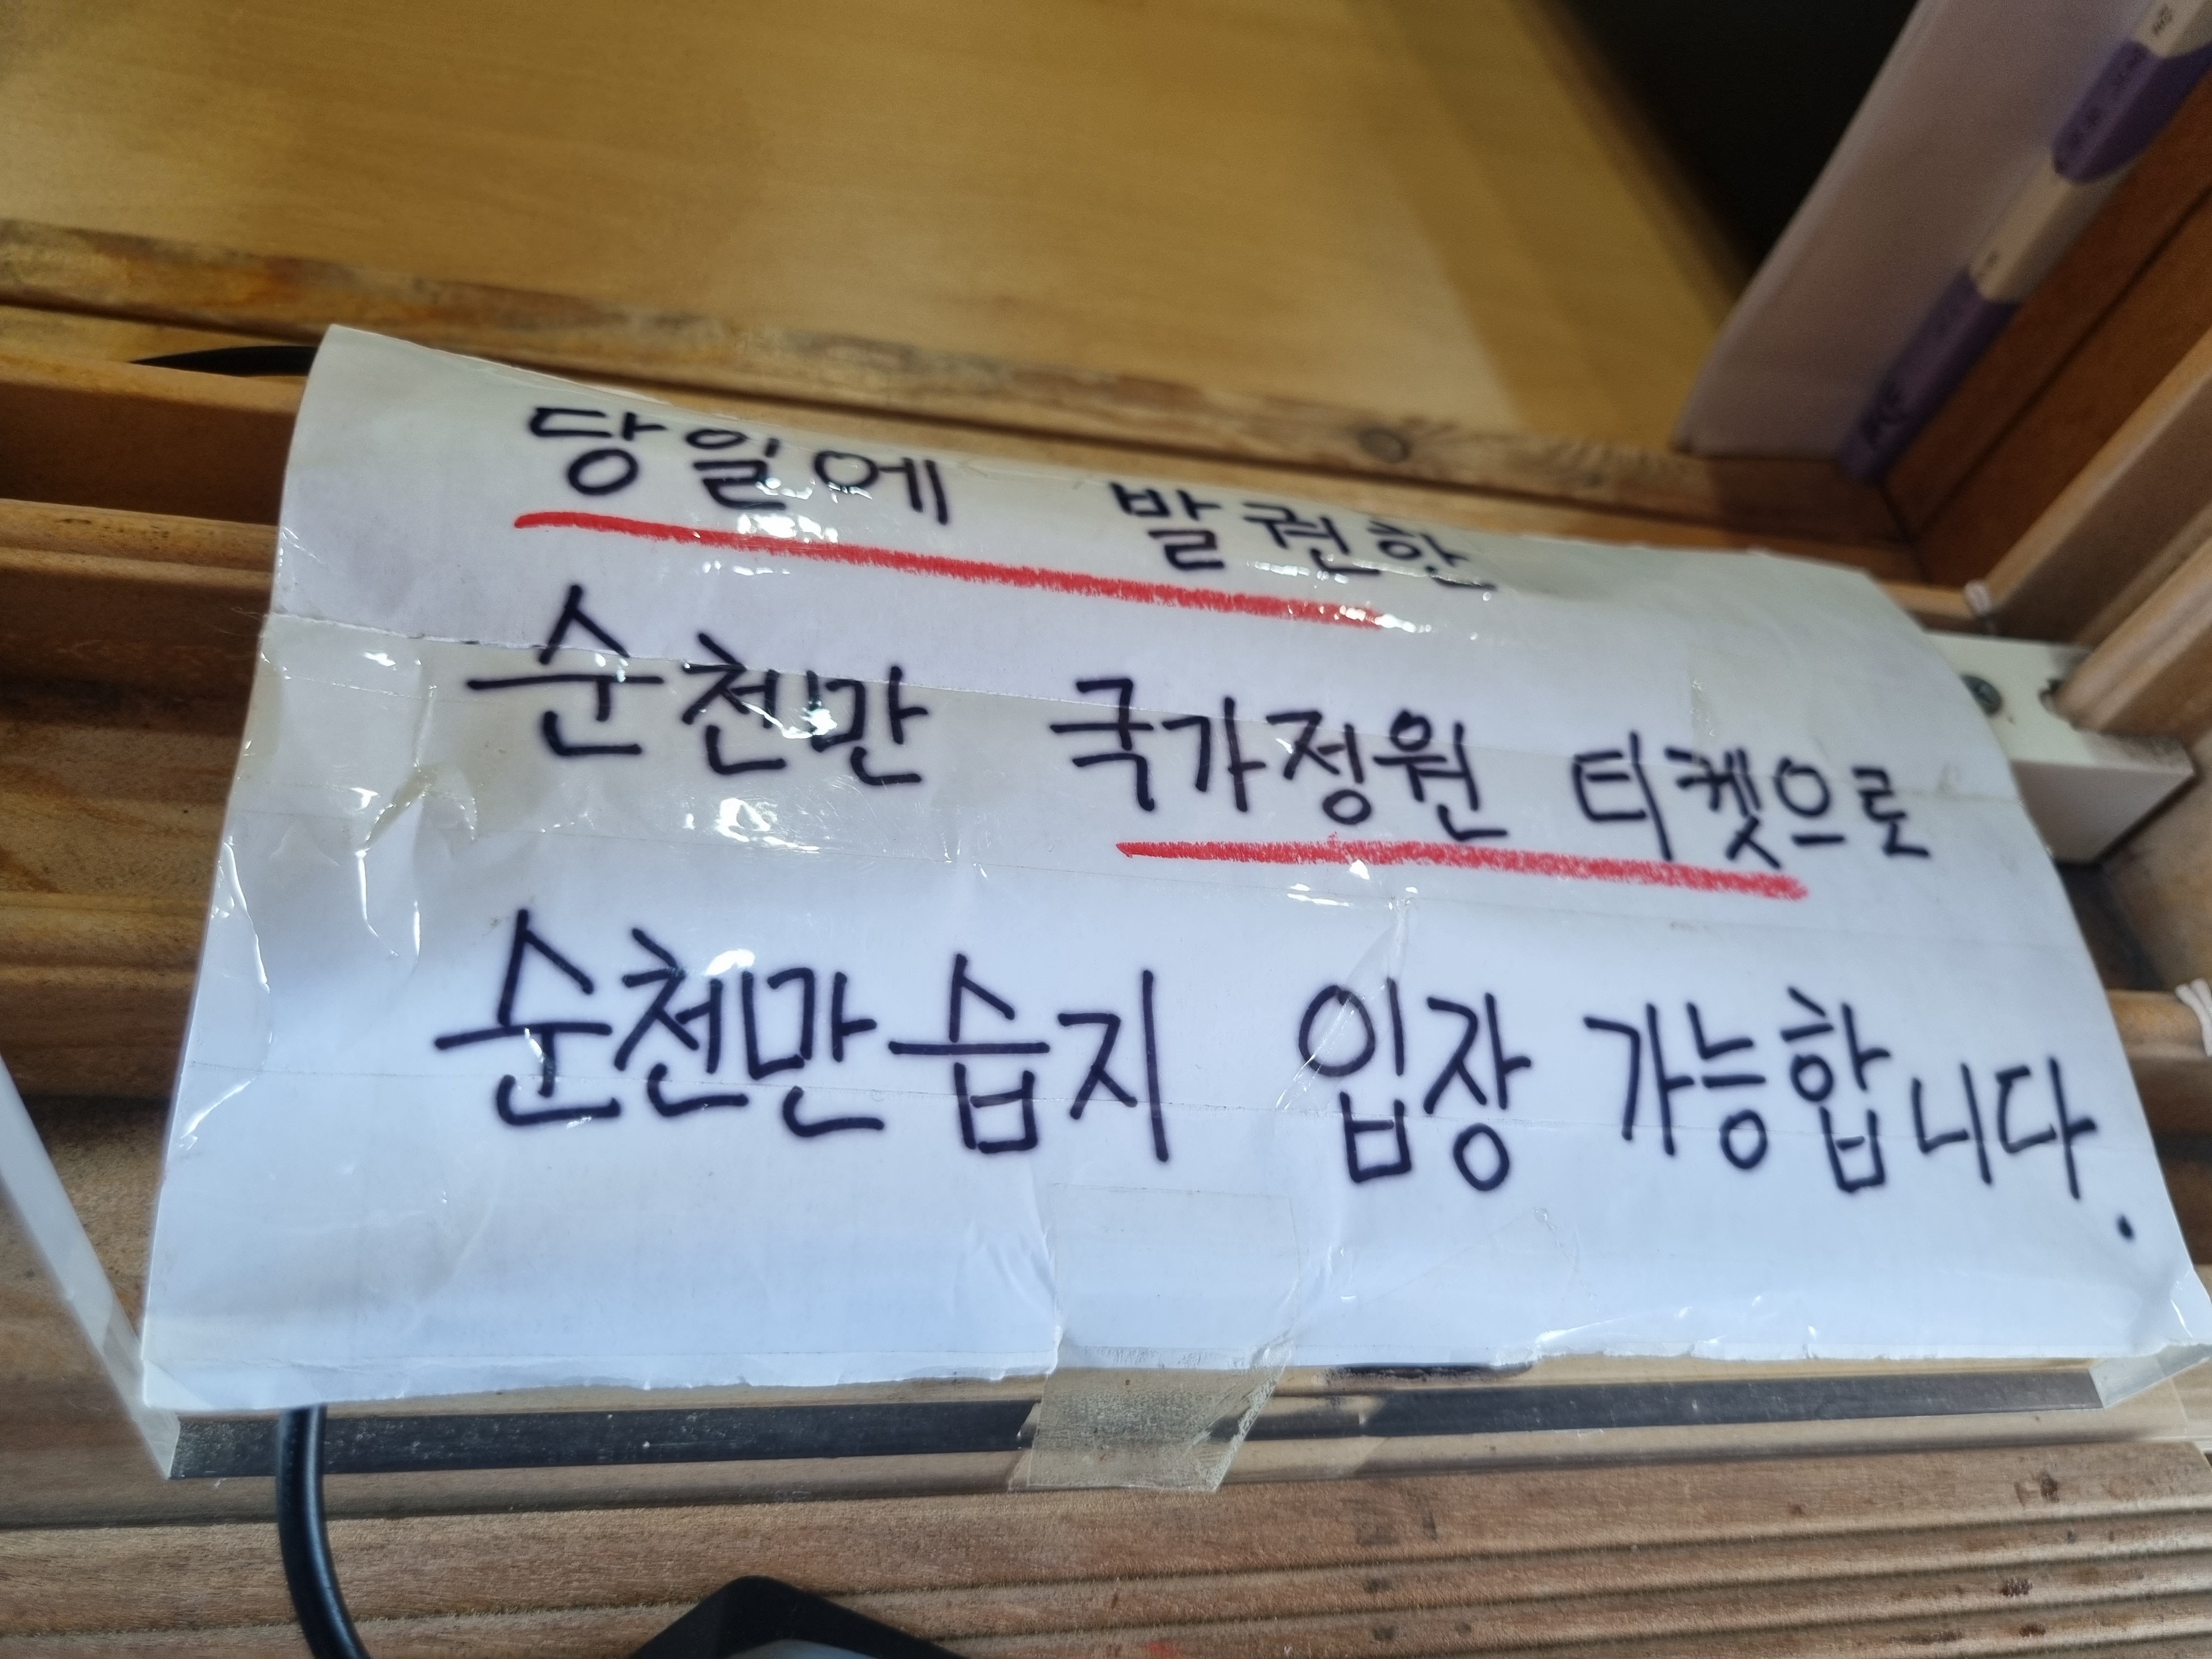 당일에 발권한
순천만 국가정원 티켓으로
순천만습지 입장 가능합니다.